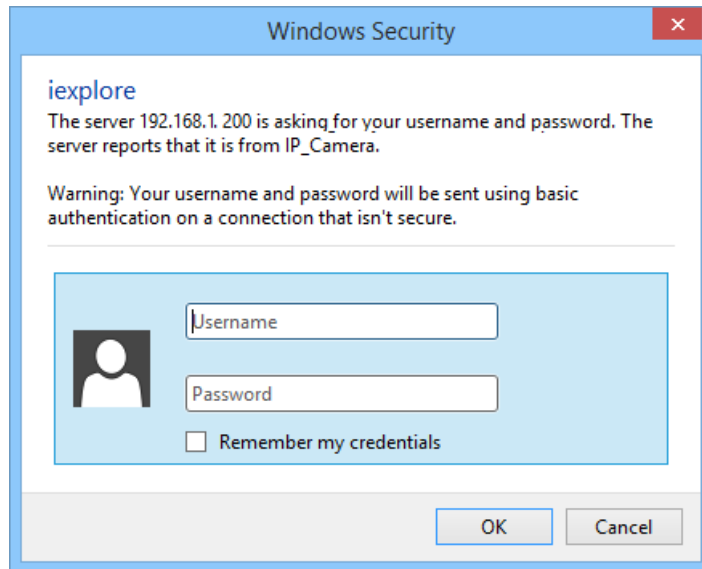 Windows Security
iexplore
The server 192.168.1. 200 is asking for your username and password. The
server reports that it is from IP_Camera.
Warning: Your username and password will be sent using basic
authentication on a connection that isn't secure.
Username
Password
Remember my credentials
OK Cancel